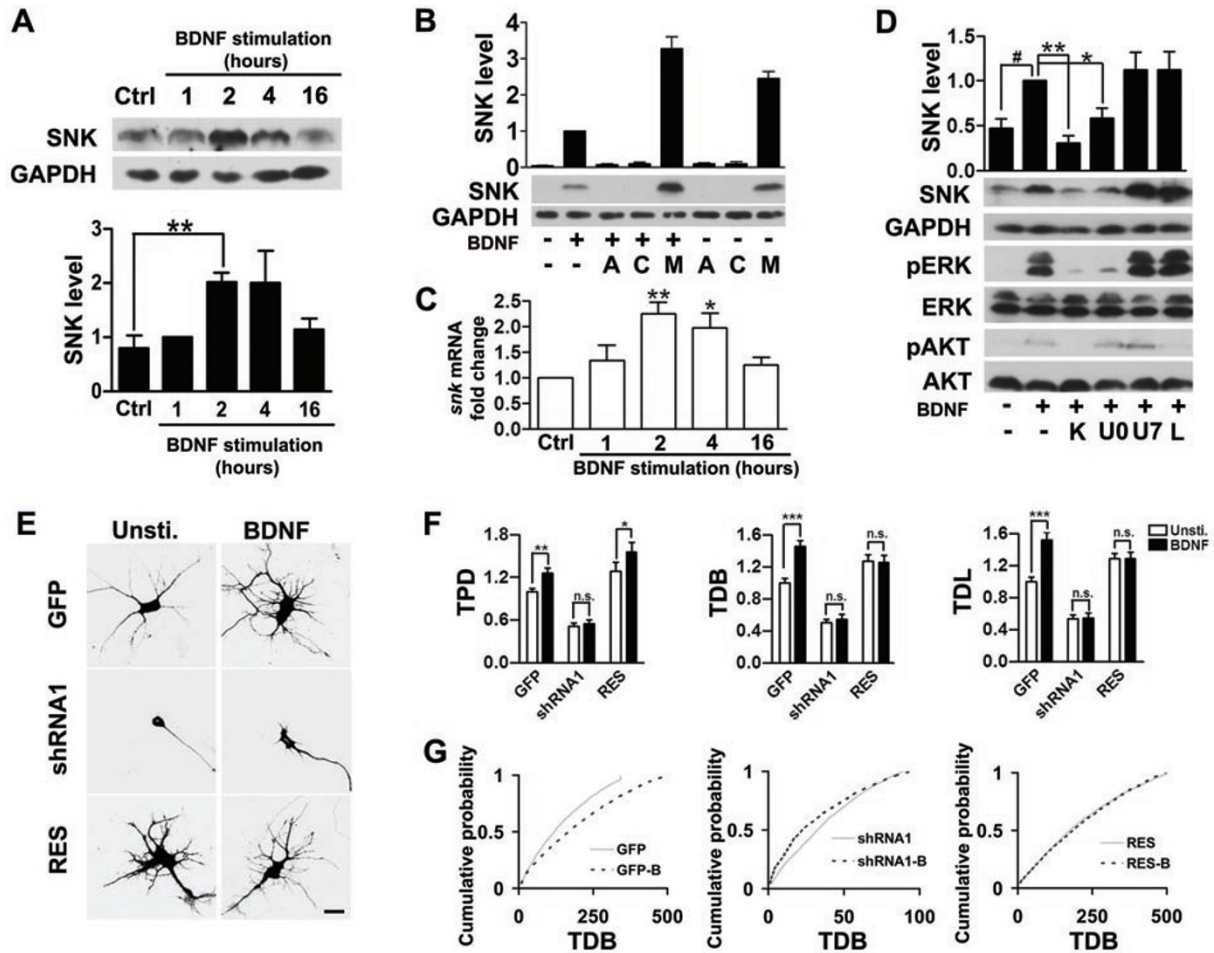 A
BDNF stimulation
(hours)
Ctrl 1 2 4 16
SNK
GAPDH
SNK level
3
2
1
0
**
Ctrl 1 2 4 16
BDNF stimulation
(hours)
B
SNK level
4
3
2
1
0
SNK
GAPDH
BDNF - + + + + - - -
- - A C M A C M
C
snk mRNA
fold change
2.5
2.0
1.5
1.0
0.5
0.0
** *
Ctrl 1 2 4 16
BDNF stimulation (hours)
D
SNK level
1.5
1.0
0.5
0.0
# ** *
SNK
GAPDH
pERK
ERK
pAKT
AKT
BDNF - + + + + +
- - K U0 U7 L
E
Unsti. BDNF
GFP
shRNA1
RES
F
TPD
1.8
1.2
0.6
0.0
** n.s. *
GFP shRNA1 RES
TDB
1.6
1.2
0.8
0.4
0.0
*** n.s. n.s.
GFP shRNA1 RES
TDL
1.6
1.2
0.8
0.4
0.0
*** n.s. n.s.
GFP shRNA1 RES
Unsti.
BDNF
G
Cumulative probability
1
0.5
0
GFP
GFP-B
0 250 500
TDB
Cumulative probability
1
0.5
0
shRNA1
shRNA1-B
0 50 100
TDB
Cumulative probability
1
0.5
0
RES
RES-B
0 250 500
TDB